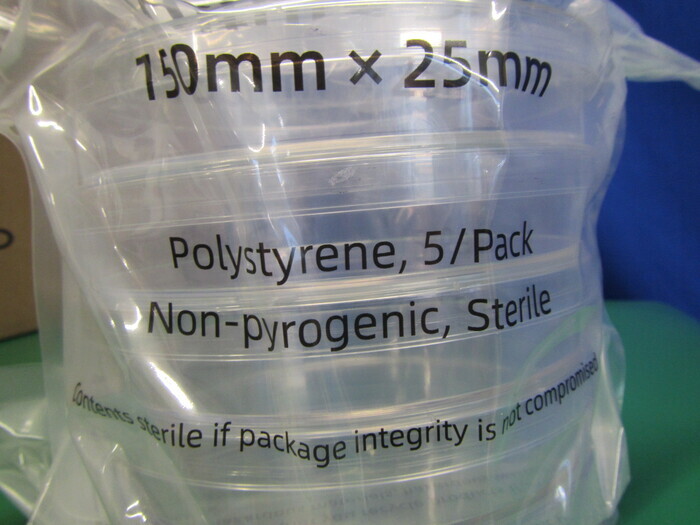 150mm × 25mm
Polystyrene, 5/Pack
Non-pyrogenic, Sterile
Contents sterile if package integrity is not compromised